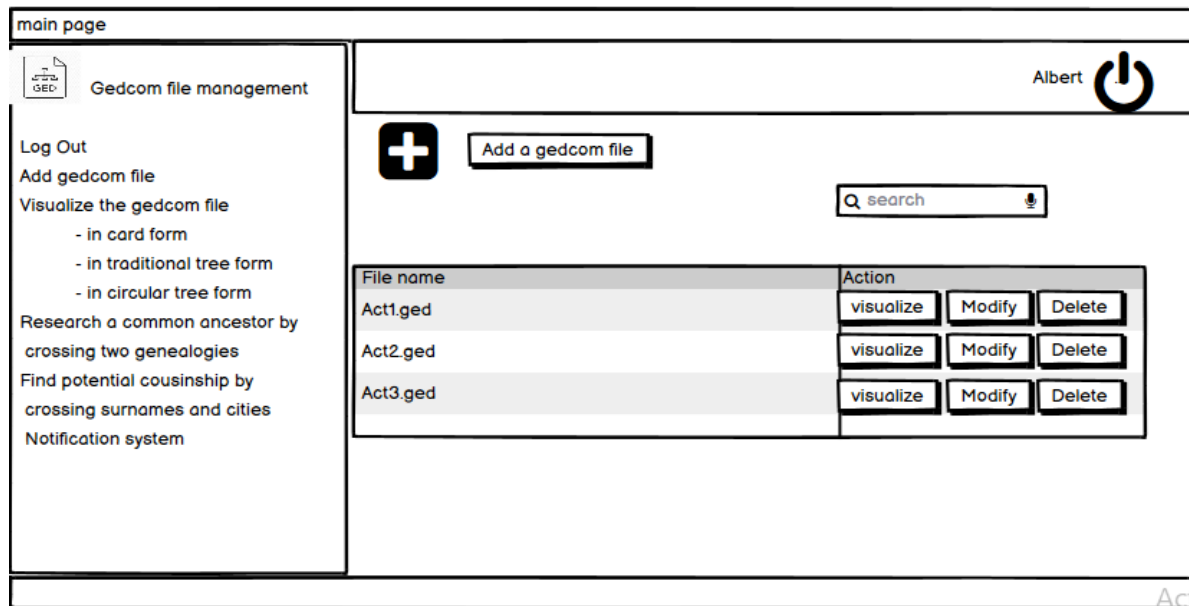 main page
GED
Gedcom file management
Albert
Log Out
Add gedcom file
Visualize the gedcom file
- in card form
- in traditional tree form
- in circular tree form
Research a common ancestor by
crossing two genealogies
Find potential cousinship by
crossing surnames and cities
Notification system
Add a gedcom file
search
File name Action
Act1.ged visualize Modify Delete
Act2.ged visualize Modify Delete
Act3.ged visualize Modify Delete
Ac